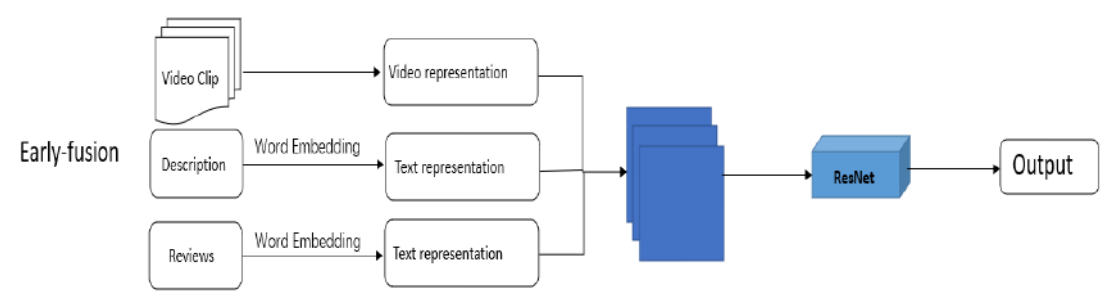 Video Clip
Video representation
Early-fusion
Description
Word Embedding
Text representation
ResNet
Output
Reviews
Word Embedding
Text representation